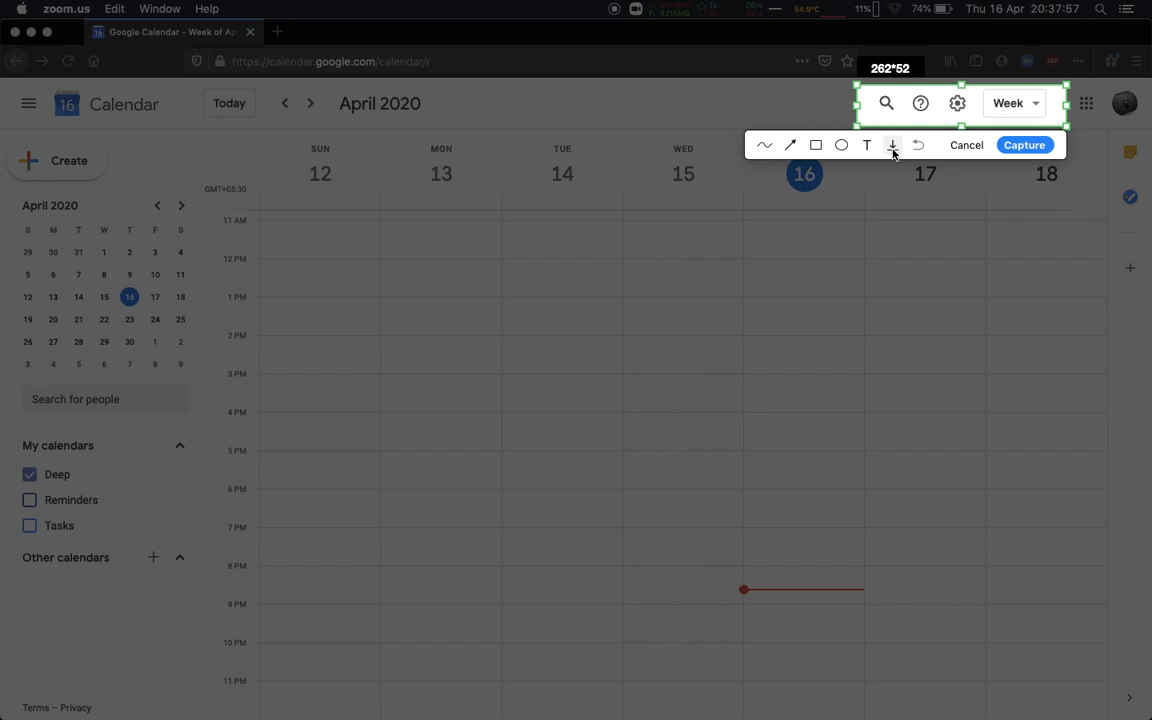 zoom.us Edit Window Help 11% 54.9°C 74% Thu 16 Apr 20:37:57
16 Google Calendar - Week of Ap
https://calendar.google.com/calendar/r
262*52
16 Calendar Today April 2020 Week
T Cancel Capture
Create
SUN MON TUE WED
12 13 14 15 16 17 18
GMT+05:30
April 2020
S M T W T F S
29 30 31 1 2 3 4
5 6 7 8 9 10 11
12 13 14 15 16 17 18
19 20 21 22 23 24 25
26 27 28 29 30 1 2
3 4 5 6 7 8 9
Search for people
My calendars
Deep
Reminders
Tasks
Other calendars
11 AM
12 PM
1 PM
2 PM
3 PM
4 PM
5 PM
6 PM
7 PM
8 PM
9 PM
10 PM
11 PM
Terms – Privacy